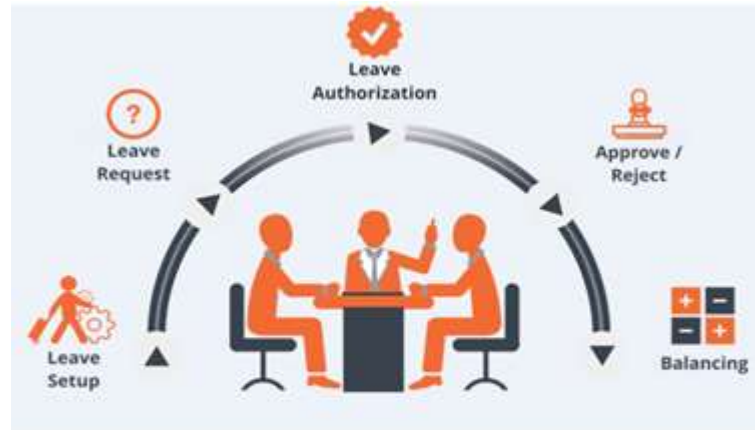 Leave
Setup
?
Leave
Request
Leave
Authorization
Approve /
Reject
+ -
- +
Balancing